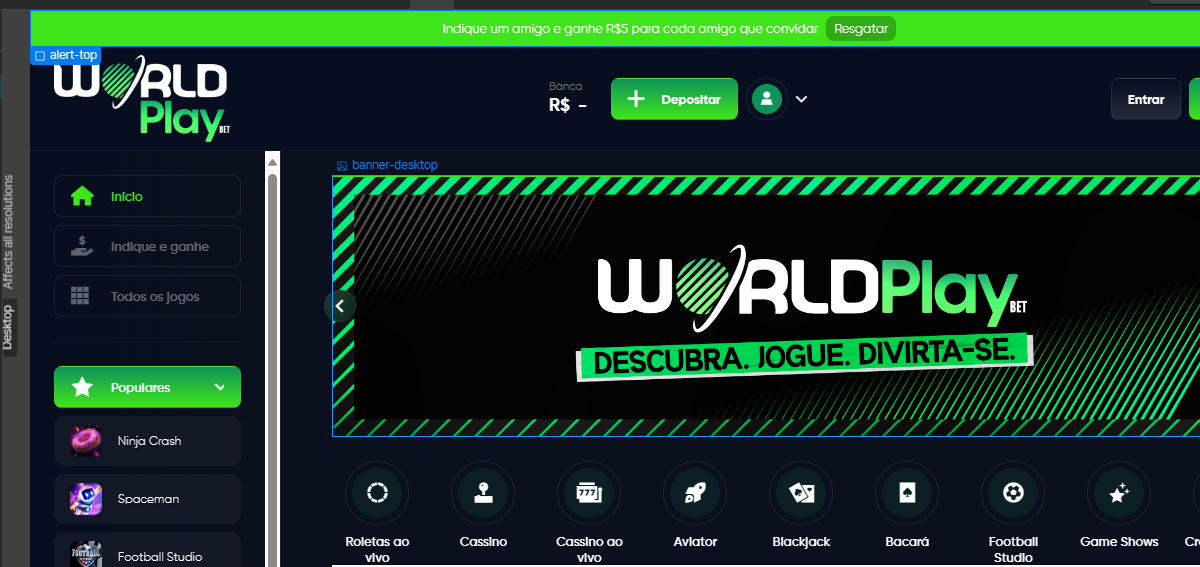 Indique um amigo e ganhe R$5 para cada amigo que convidar Resgatar
alert-top
WORLD
Play BET
Banca
R$ -
Depositar
Entrar
Affects all resolutions
Desktop
Início
Indique e ganhe
Todos os jogos
Populares
Ninja Crash
Spaceman
Football Studio
banner-desktop
WORLDPlay BET
DESCUBRA. JOGUE. DIVIRTA-SE.
777
Roletas ao
vivo
Cassino
Cassino ao
vivo
Aviator
Blackjack
Bacará
Football
Studio
Game Shows